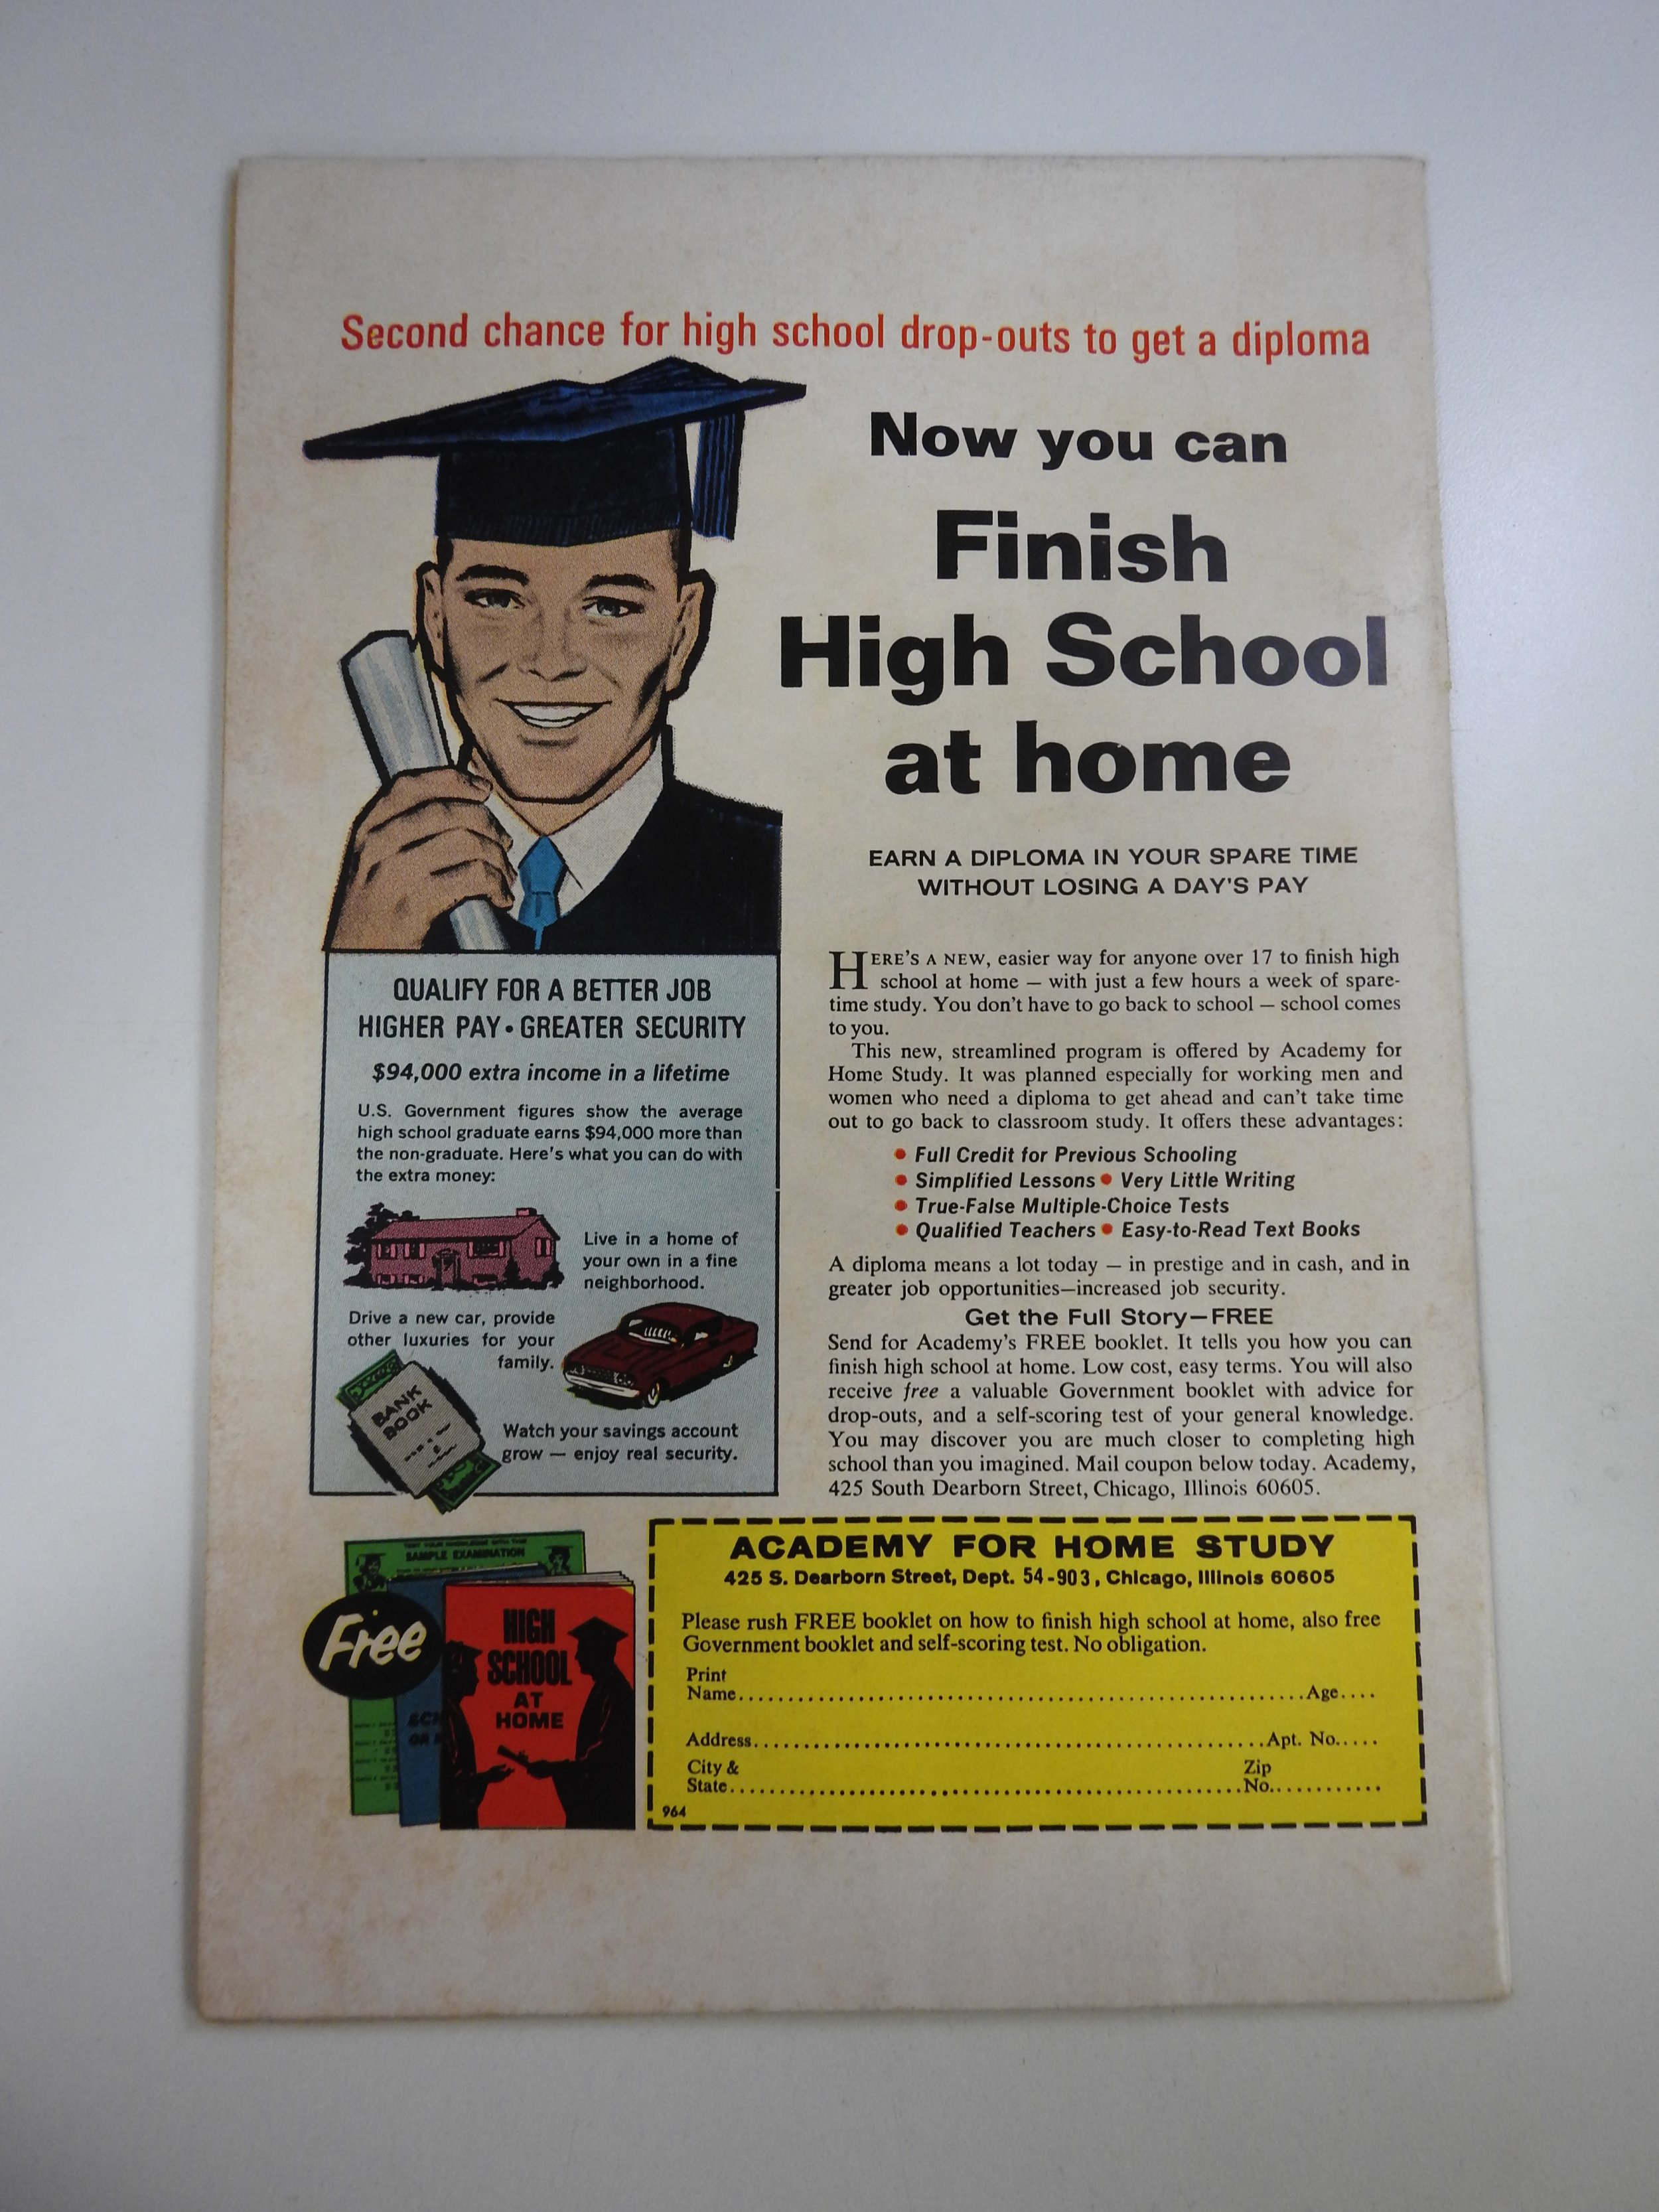 Second chance for high school drop-outs to get a diploma
Now you can
Finish
High School
at home
EARN A DIPLOMA IN YOUR SPARE TIME
WITHOUT LOSING A DAY'S PAY
QUALIFY FOR A BETTER JOB
HIGHER PAY • GREATER SECURITY
$94,000 extra income in a lifetime
U.S. Government figures show the average
high school graduate earns $94,000 more than
the non-graduate. Here's what you can do with
the extra money:
Live in a home of
your own in a fine
neighborhood.
Drive a new car, provide
other luxuries for your
family.
BANK
BOOK
Watch your savings account
grow — enjoy real security.
HERE'S A NEW, easier way for anyone over 17 to finish high
school at home — with just a few hours a week of spare-
time study. You don't have to go back to school — school comes
to you.
This new, streamlined program is offered by Academy for
Home Study. It was planned especially for working men and
women who need a diploma to get ahead and can't take time
out to go back to classroom study. It offers these advantages:
• Full Credit for Previous Schooling
• Simplified Lessons • Very Little Writing
• True-False Multiple-Choice Tests
• Qualified Teachers • Easy-to-Read Text Books
A diploma means a lot today — in prestige and in cash, and in
greater job opportunities—increased job security.
Get the Full Story—FREE
Send for Academy's FREE booklet. It tells you how you can
finish high school at home. Low cost, easy terms. You will also
receive free a valuable Government booklet with advice for
drop-outs, and a self-scoring test of your general knowledge.
You may discover you are much closer to completing high
school than you imagined. Mail coupon below today. Academy,
425 South Dearborn Street, Chicago, Illinois 60605.
TEST YOUR KNOWLEDGE WITH THIS
SAMPLE EXAMINATION
Free
HIGH
SCHOOL
AT
HOME
ACADEMY FOR HOME STUDY
425 S. Dearborn Street, Dept. 54-903, Chicago, Illinois 60605
Please rush FREE booklet on how to finish high school at home, also free
Government booklet and self-scoring test. No obligation.
Print
Name............Age....
Address............Apt. No.....
City & Zip
State............No............
964